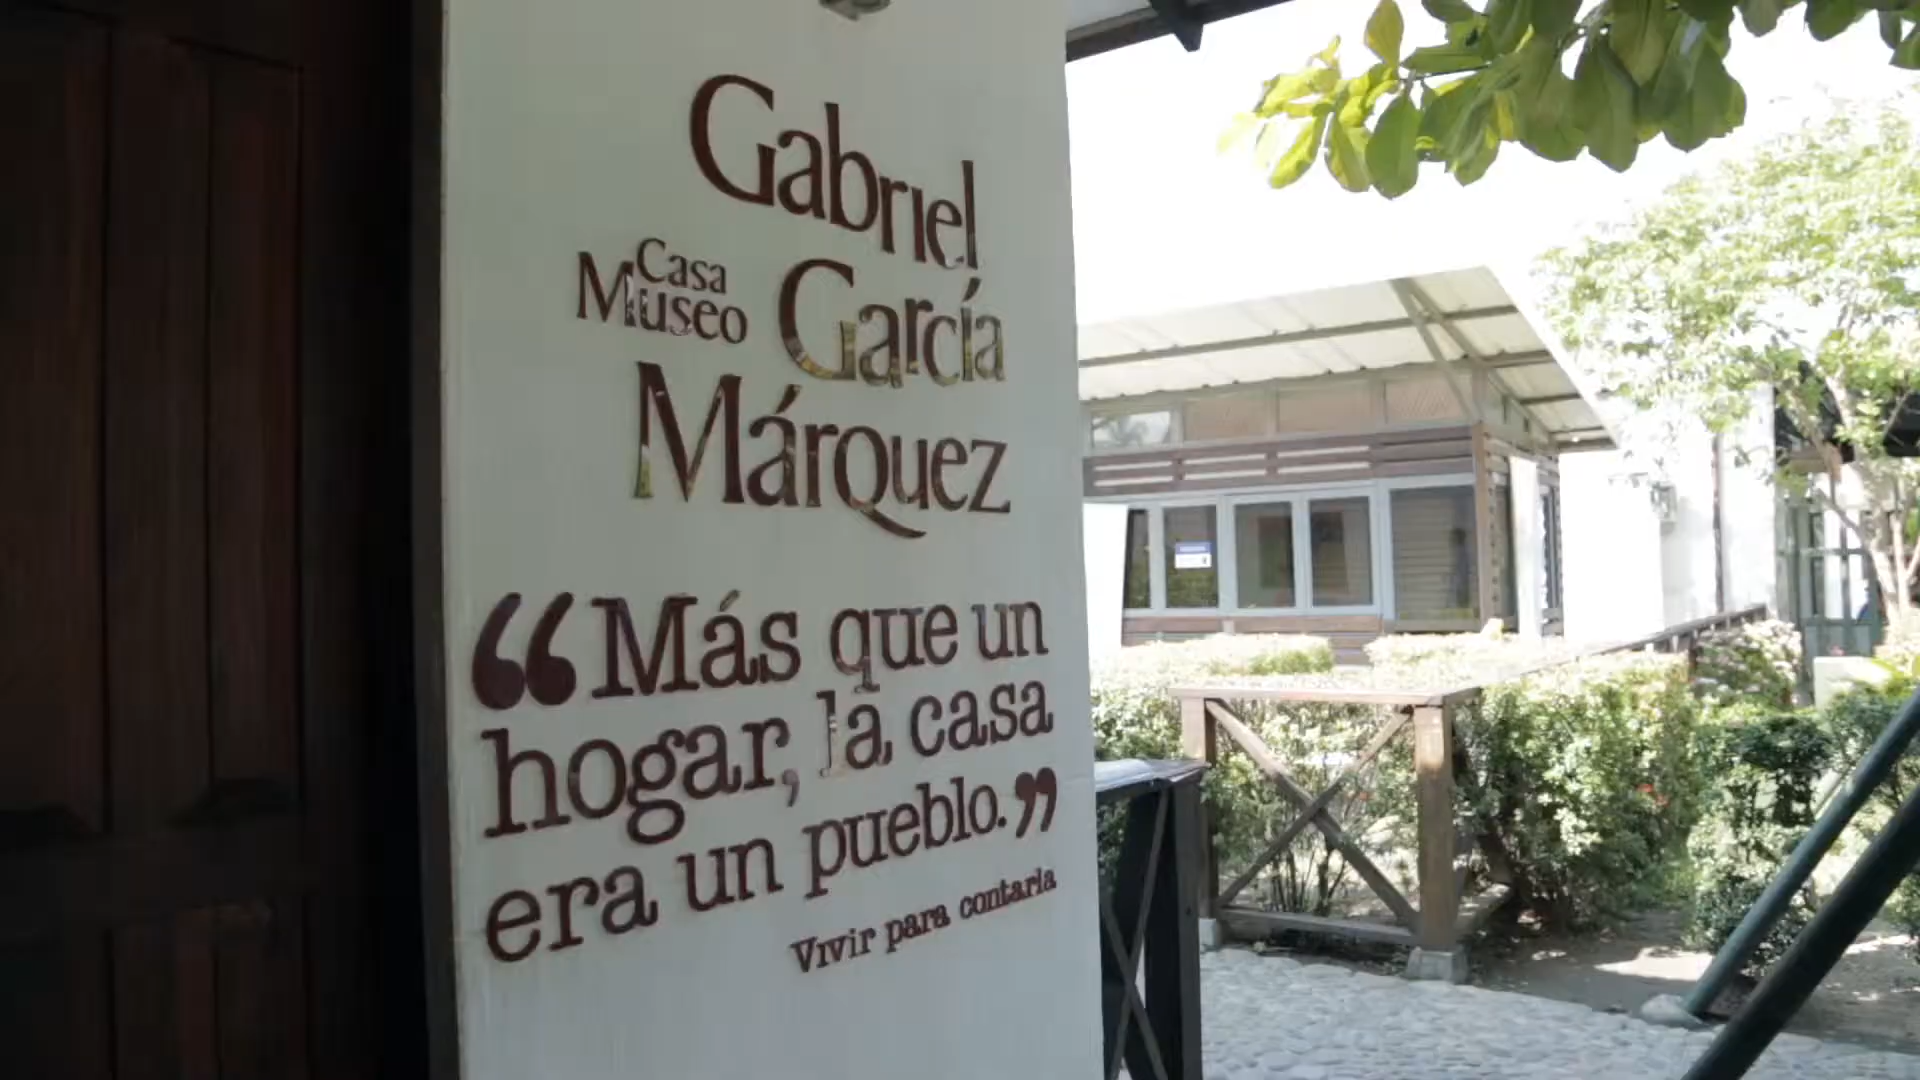 Gabriel
Casa
Museo García
Márquez
“Más que un
hogar, la casa
era un pueblo.”
Vivir para contarla